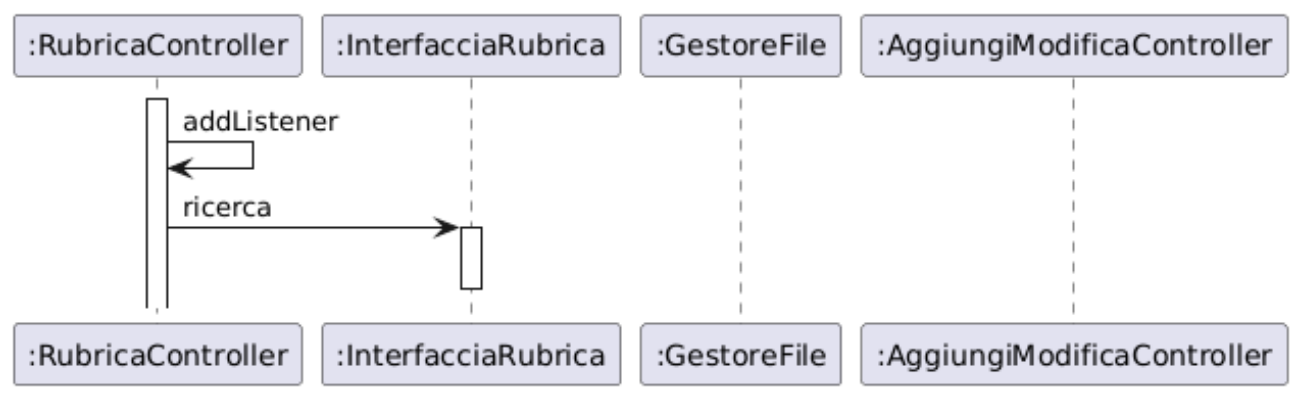 :RubricaController :InterfacciaRubrica :GestoreFile :AggiungiModificaController
addListener
ricerca
:RubricaController :InterfacciaRubrica :GestoreFile :AggiungiModificaController